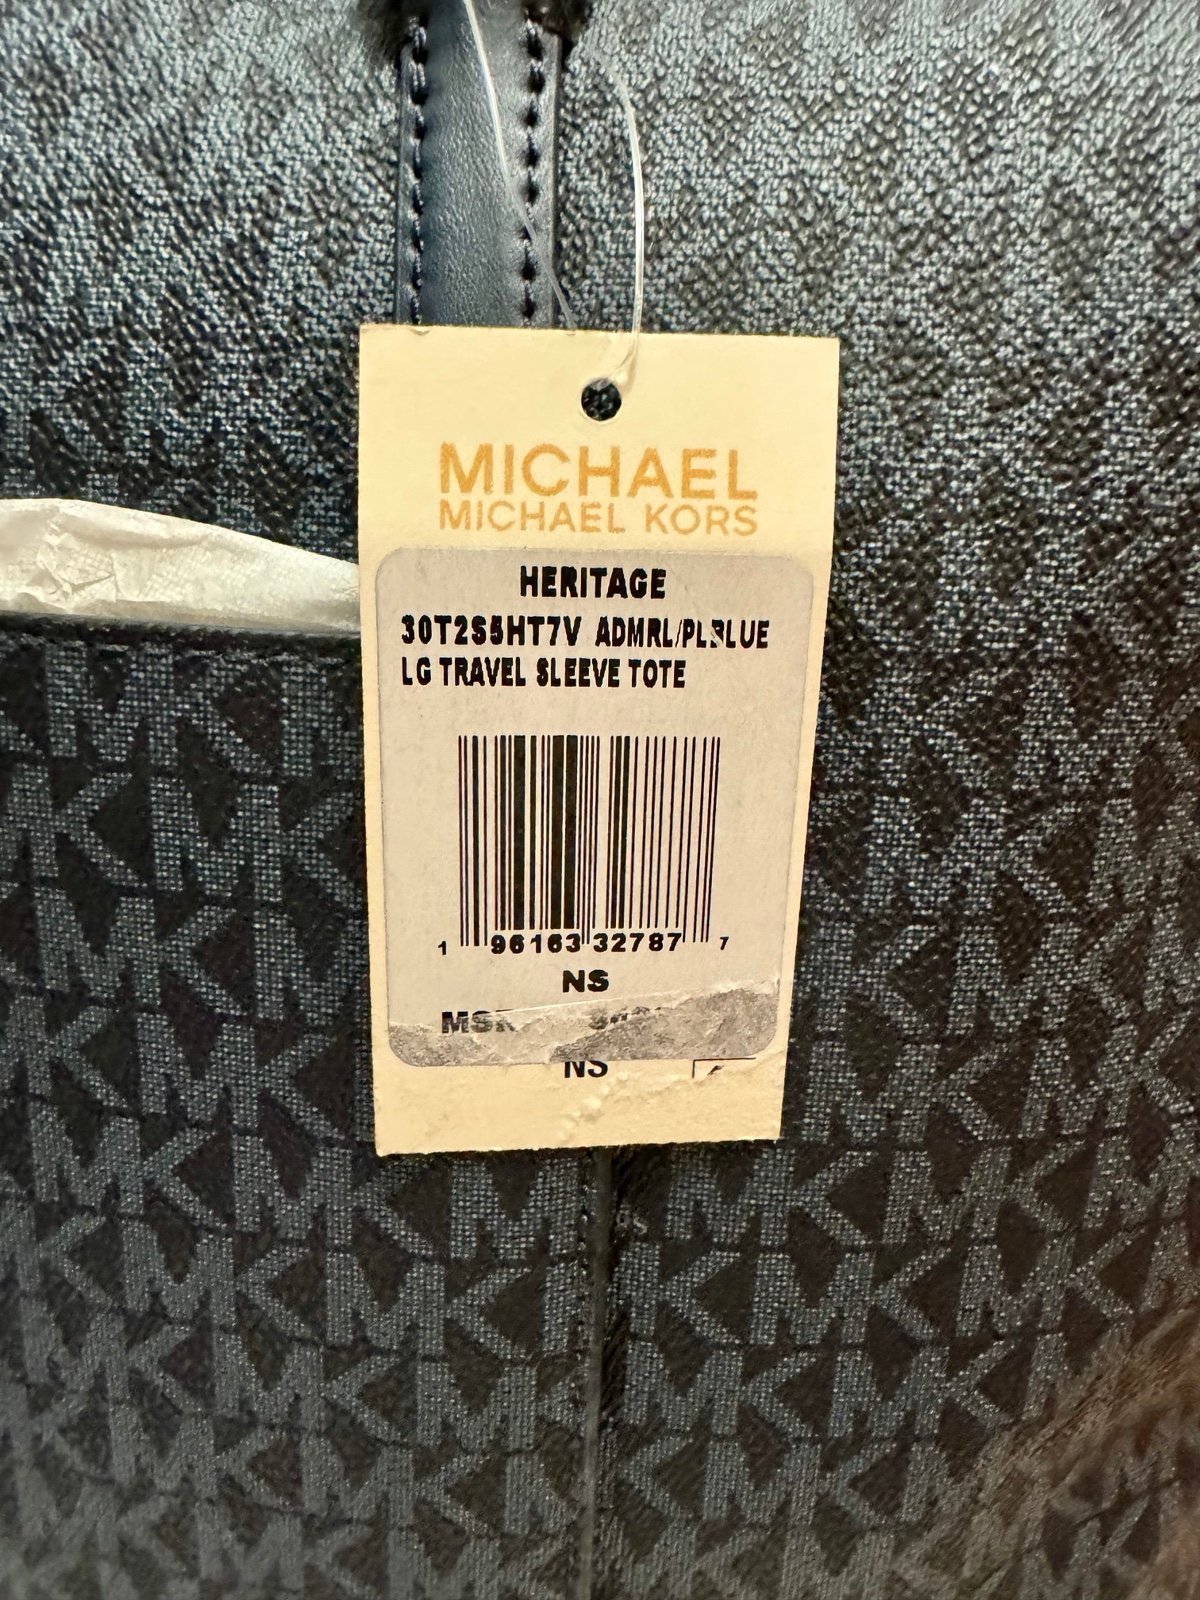 MICHAEL
MICHAEL KORS
HERITAGE
30T2S5HT7V ADMRL/PLBLUE
LG TRAVEL SLEEVE TOTE
1 96163 32787 7
NS
NS